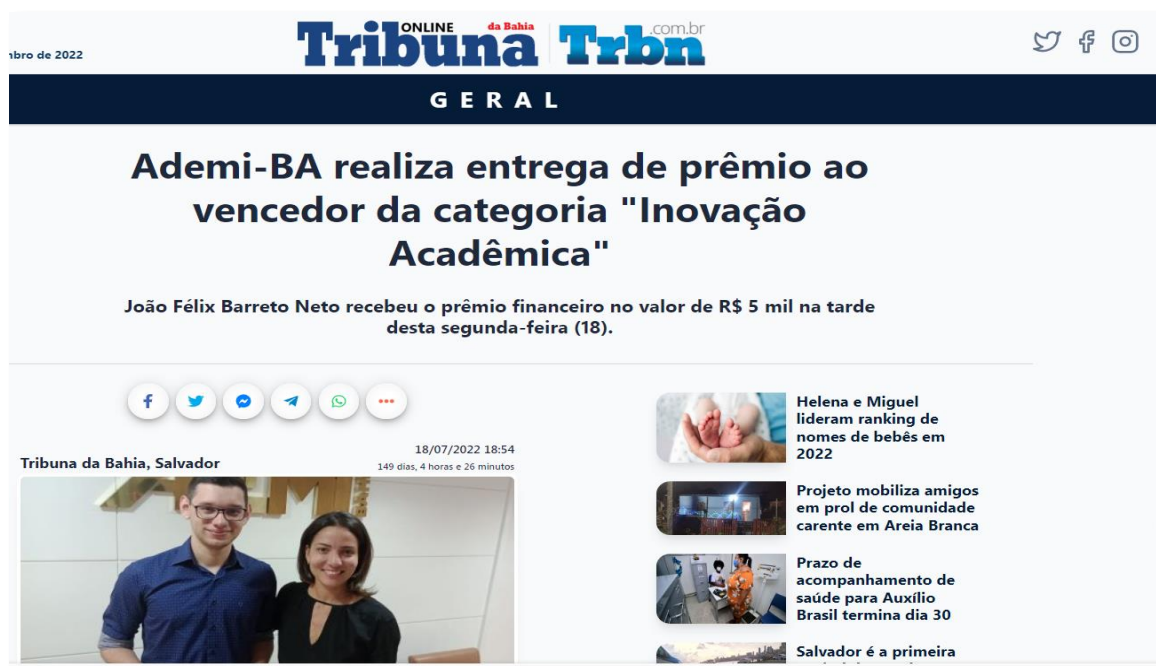 mbro de 2022
ONLINE da Bahia
Tribuna Trbn .com.br
GERAL
Ademi-BA realiza entrega de prêmio ao
vencedor da categoria "Inovação
Acadêmica"
João Félix Barreto Neto recebeu o prêmio financeiro no valor de R$ 5 mil na tarde
desta segunda-feira (18).
18/07/2022 18:54
Tribuna da Bahia, Salvador
149 dias, 4 horas e 26 minutos
Helena e Miguel
lideram ranking de
nomes de bebês em
2022
Projeto mobiliza amigos
em prol de comunidade
carente em Areia Branca
Prazo de
acompanhamento de
saúde para Auxílio
Brasil termina dia 30
Salvador é a primeira